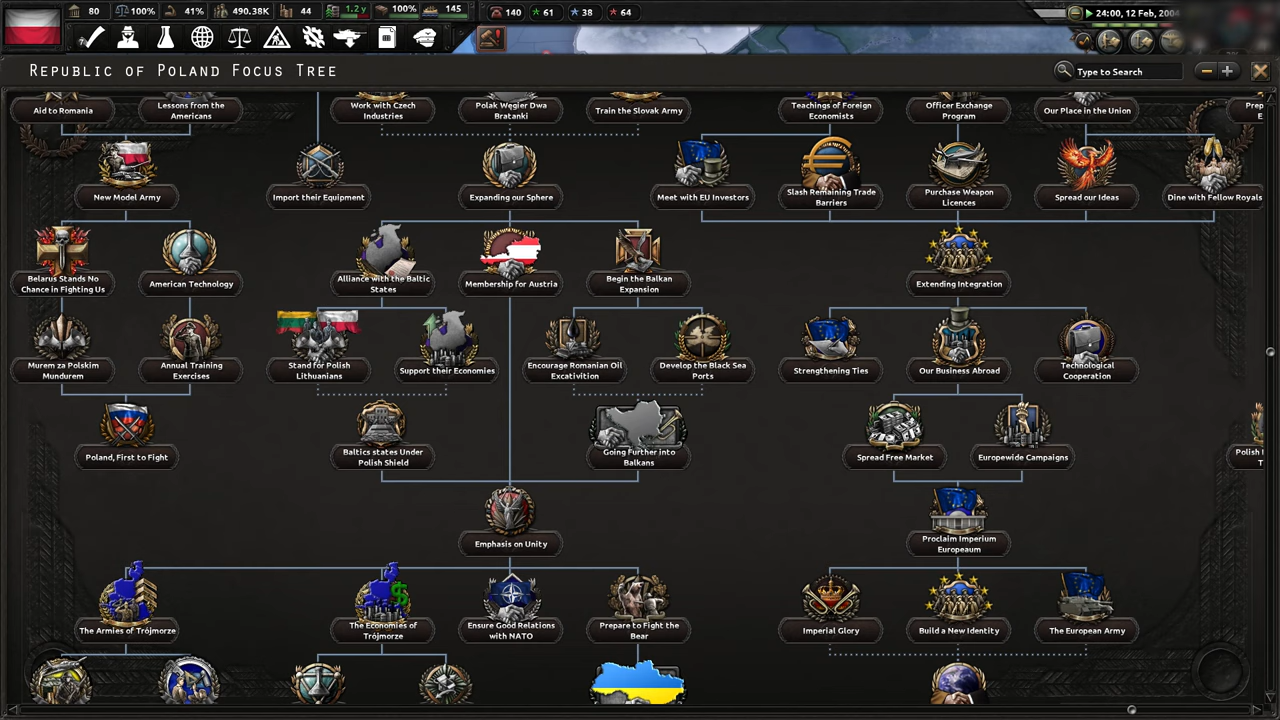 80
100%
41%
490.38K
44
1.2 y
100%
145
140
61
38
64
24:00, 12 Feb, 2004
Republic of Poland Focus Tree
Type to Search
Aid to Romania
Lessons from the
Americans
Work with Czech
Industries
Polak Węgier Dwa
Bratanki
Train the Slovak Army
Teachings of Foreign
Economists
Officer Exchange
Program
Our Place in the Union
Prep
E
New Model Army
Import their Equipment
Expanding our Sphere
Meet with EU Investors
Slash Remaining Trade
Barriers
Purchase Weapon
Licences
Spread our Ideas
Dine with Fellow Royals
Belarus Stands No
Chance in Fighting Us
American Technology
Alliance with the Baltic
States
Membership for Austria
Begin the Balkan
Expansion
Extending Integration
Murem za Polskim
Mundurem
Annual Training
Exercises
Stand for Polish
Lithuanians
Support their Economies
Encourage Romanian Oil
Excativition
Develop the Black Sea
Ports
Strengthening Ties
Our Business Abroad
Technological
Cooperation
Poland, First to Fight
Baltics states Under
Polish Shield
Going Further into
Balkans
Spread Free Market
Europewide Campaigns
Polish
T
Emphasis on Unity
Proclaim Imperium
Europeaum
The Armies of Trójmorze
The Economies of
Trójmorze
Ensure Good Relations
with NATO
Prepare to Fight the
Bear
Imperial Glory
Build a New Identity
The European Army